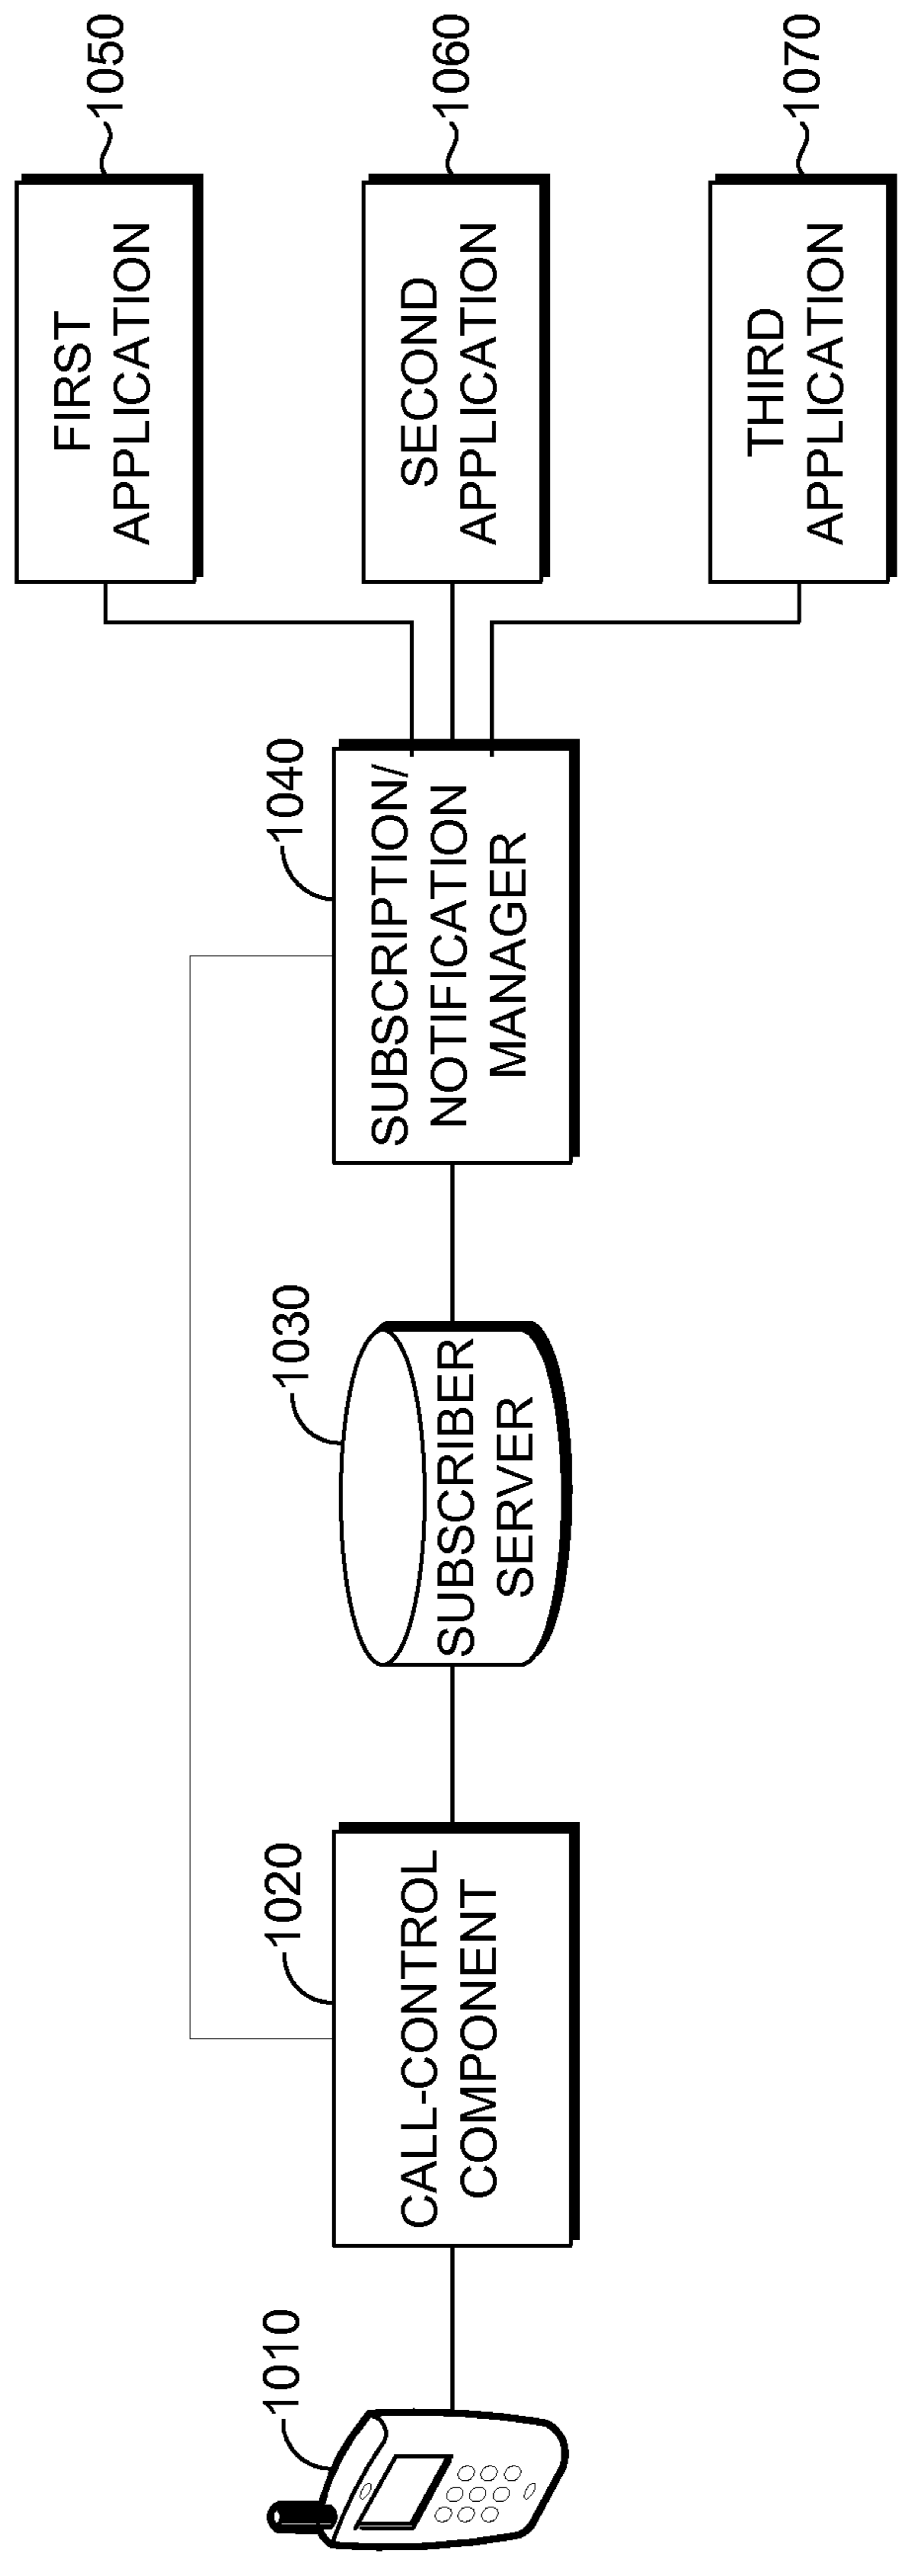 1010
1020
CALL-CONTROL
COMPONENT
1030
SUBSCRIBER
SERVER
1040
SUBSCRIPTION/
NOTIFICATION
MANAGER
FIRST
APPLICATION
1050
SECOND
APPLICATION
1060
THIRD
APPLICATION
1070